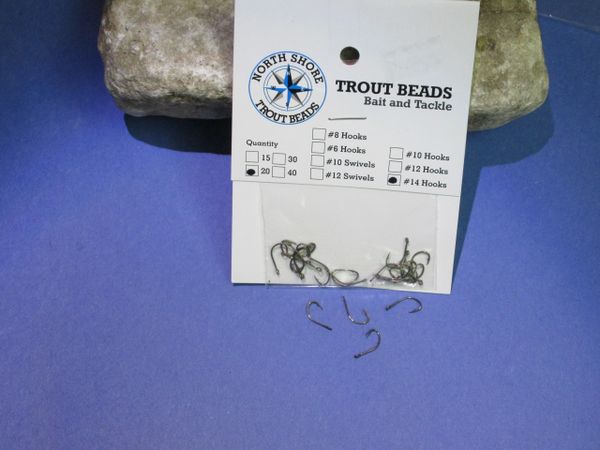 NORTH SHORE
TROUT BEADS
TROUT BEADS
Bait and Tackle
Quantity
15 30
20 40
#8 Hooks
#6 Hooks
#10 Swivels
#12 Swivels
#10 Hooks
#12 Hooks
#14 Hooks